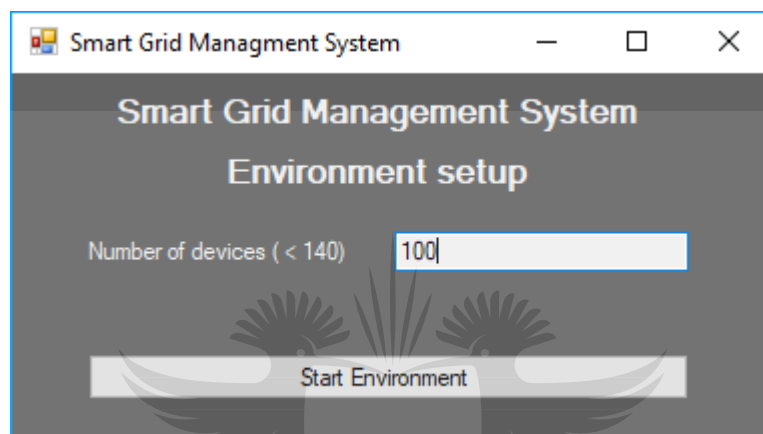 Smart Grid Managment System
Smart Grid Management System
Environment setup
Number of devices ( < 140) 100
Start Environment